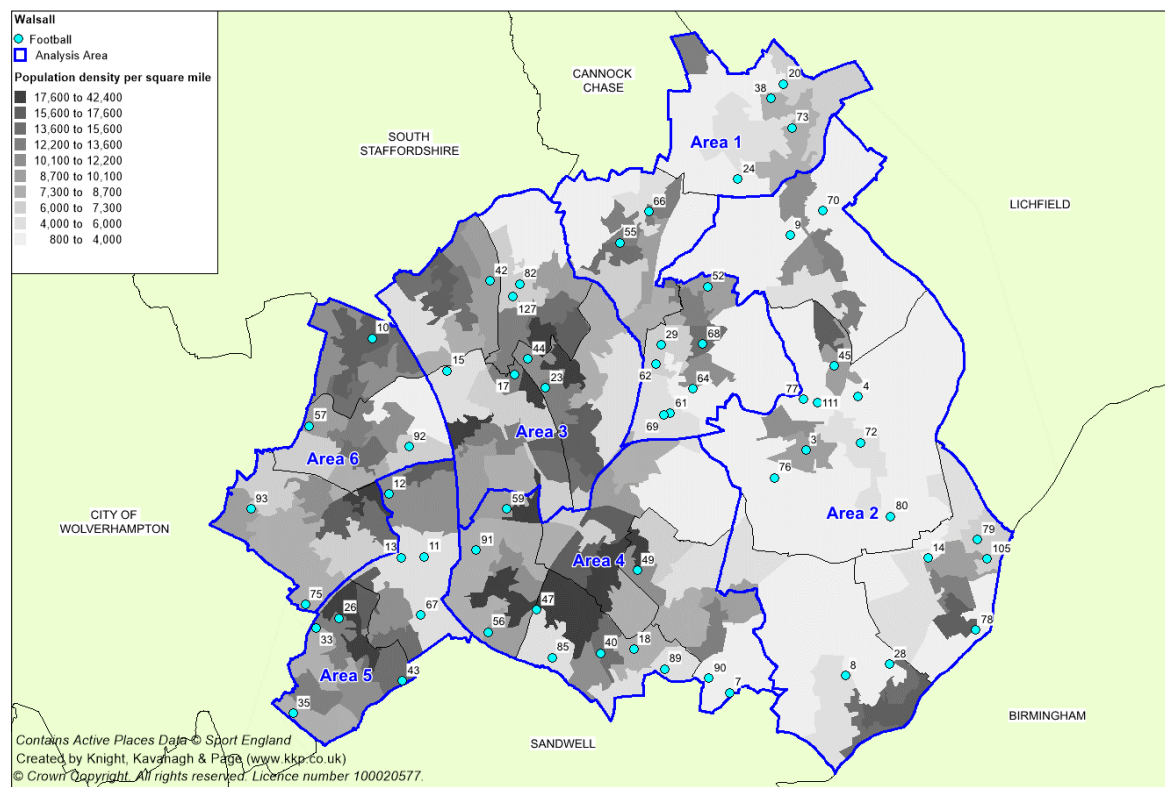 Walsall
Football
Analysis Area
Population density per square mile
17,600 to 42,400
15,600 to 17,600
13,600 to 15,600
12,200 to 13,600
10,100 to 12,200
8,700 to 10,100
7,300 to 8,700
6,000 to 7,300
4,000 to 6,000
800 to 4,000
CANNOCK
CHASE
SOUTH
STAFFORDSHIRE
LICHFIELD
CITY OF
WOLVERHAMPTON
SANDWELL
BIRMINGHAM
Area 1
20
38
73
24
66
55
70
9
42
82
127
52
10
29
68
44
15
62
17
23
64
45
77
111
4
61
69
57
Area 3
92
72
3
Area 6
76
12
93
59
80
Area 2
79
91
13
11
Area 4
49
14
105
75
26
67
47
33
56
78
40
18
85
28
Area 5
43
89
90
8
7
35
Contains Active Places Data © Sport England
Created by Knight, Kavanagh & Page (www.kkp.co.uk)
© Crown Copyright. All rights reserved. Licence number 100020577.